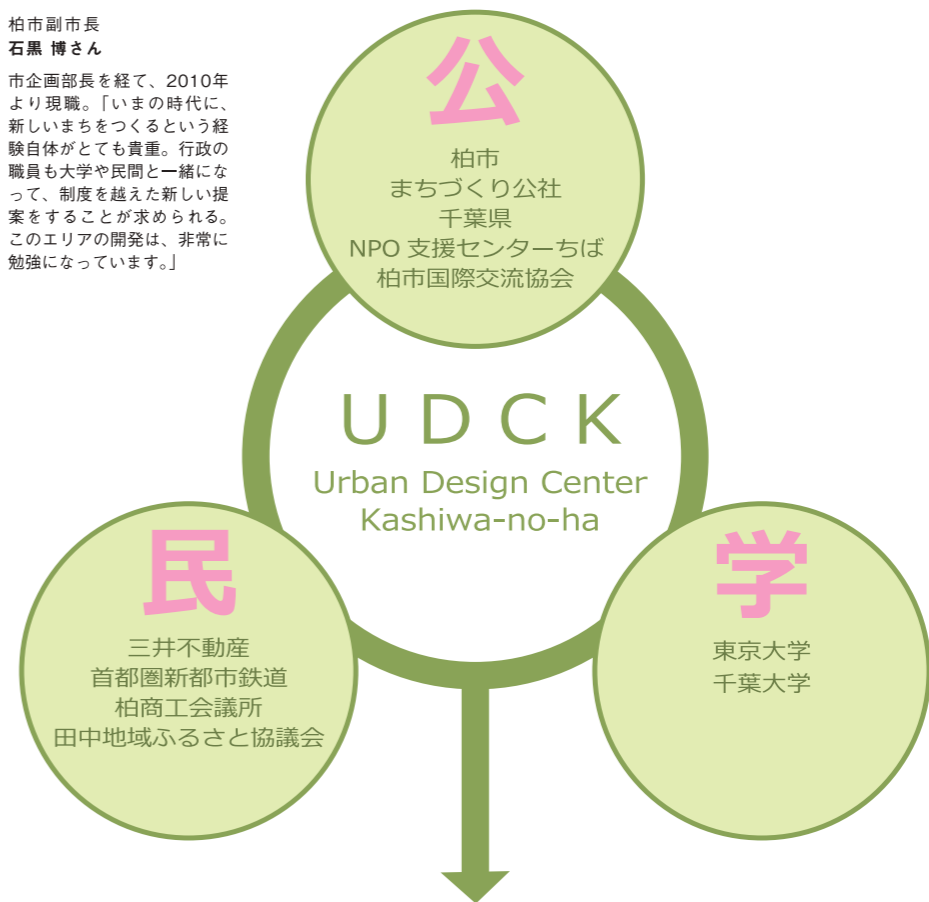 柏市副市長
石黒 博さん
市企画部長を経て、2010年
より現職。「いまの時代に、
新しいまちをつくるという経
験自体がとても貴重。行政の
職員も大学や民間と一緒にな
って、制度を越えた新しい提
案をすることが求められる。
このエリアの開発は、非常に
勉強になっています。」
公
柏市
まちづくり公社
千葉県
NPO 支援センターちば
柏市国際交流協会
UDCK
Urban Design Center
Kashiwa-no-ha
民
三井不動産
首都圏新都市鉄道
柏商工会議所
田中地域ふるさと協議会
学
東京大学
千葉大学